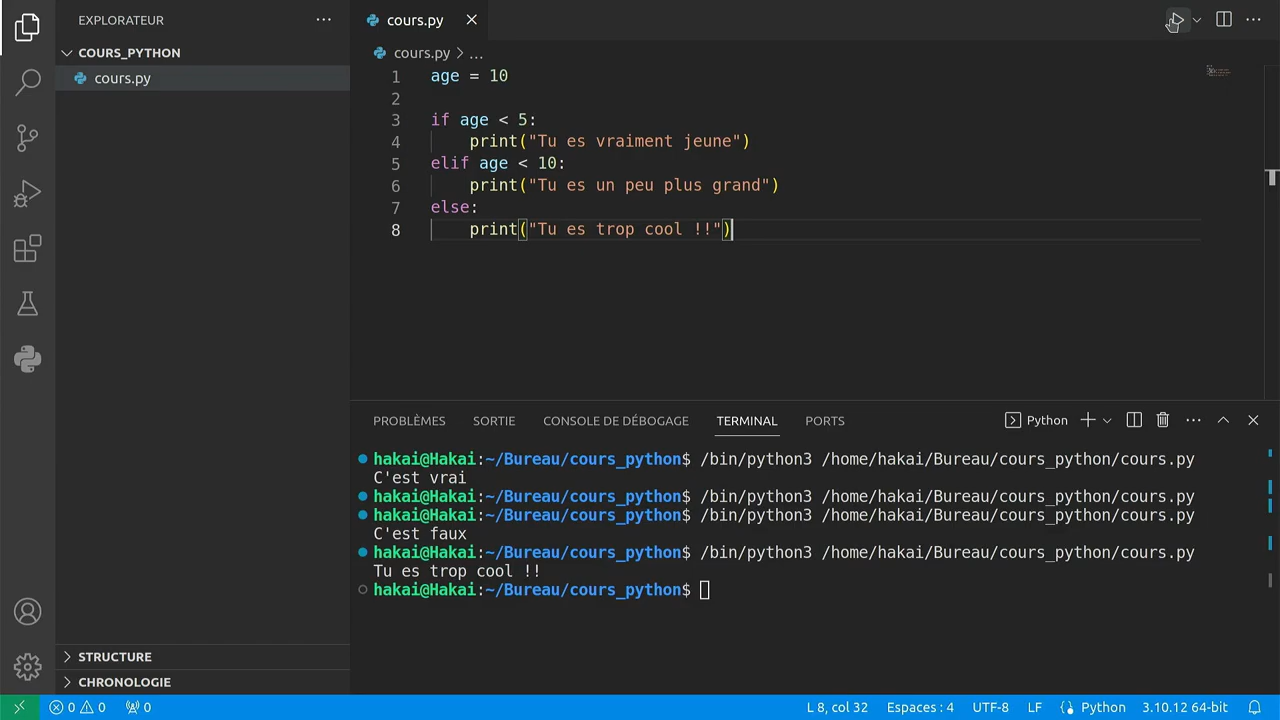 EXPLORATEUR
COURS_PYTHON
cours.py
STRUCTURE
CHRONOLOGIE
cours.py
cours.py > ...
1 age = 10
2
3 if age < 5:
4 print("Tu es vraiment jeune")
5 elif age < 10:
6 print("Tu es un peu plus grand")
7 else:
8 print("Tu es trop cool !!")
PROBLÈMES SORTIE CONSOLE DE DÉBOGAGE TERMINAL PORTS Python
hakai@Hakai:~/Bureau/cours_python$ /bin/python3 /home/hakai/Bureau/cours_python/cours.py
C'est vrai
hakai@Hakai:~/Bureau/cours_python$ /bin/python3 /home/hakai/Bureau/cours_python/cours.py
hakai@Hakai:~/Bureau/cours_python$ /bin/python3 /home/hakai/Bureau/cours_python/cours.py
C'est faux
hakai@Hakai:~/Bureau/cours_python$ /bin/python3 /home/hakai/Bureau/cours_python/cours.py
Tu es trop cool !!
hakai@Hakai:~/Bureau/cours_python$
0 0 0 L 8, col 32 Espaces : 4 UTF-8 LF Python 3.10.12 64-bit